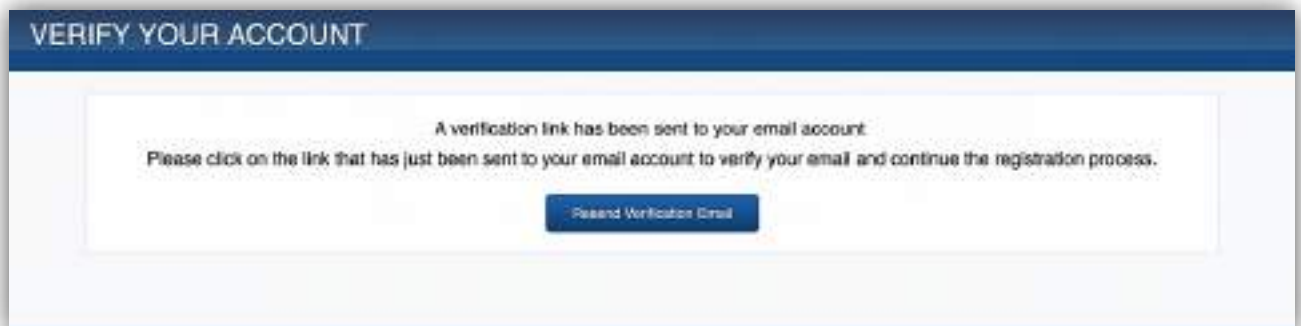 VERIFY YOUR ACCOUNT
A verification link has been sent to your email account
Please click on the link that has just been sent to your email account to verify your email and continue the registration process.
Resend Verification Email